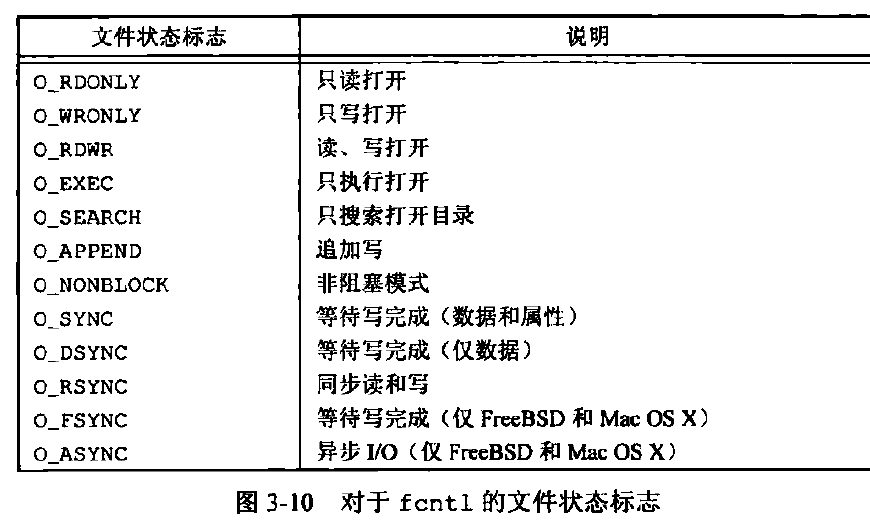 文件状态标志 说明
O_RDONLY 只读打开
O_WRONLY 只写打开
O_RDWR 读、写打开
O_EXEC 只执行打开
O_SEARCH 只搜索打开目录
O_APPEND 追加写
O_NONBLOCK 非阻塞模式
O_SYNC 等待写完成（数据和属性）
O_DSYNC 等待写完成（仅数据）
O_RSYNC 同步读和写
O_FSYNC 等待写完成（仅 FreeBSD 和 Mac OS X）
O_ASYNC 异步 I/O（仅 FreeBSD 和 Mac OS X）
图 3-10 对于 fcntl 的文件状态标志